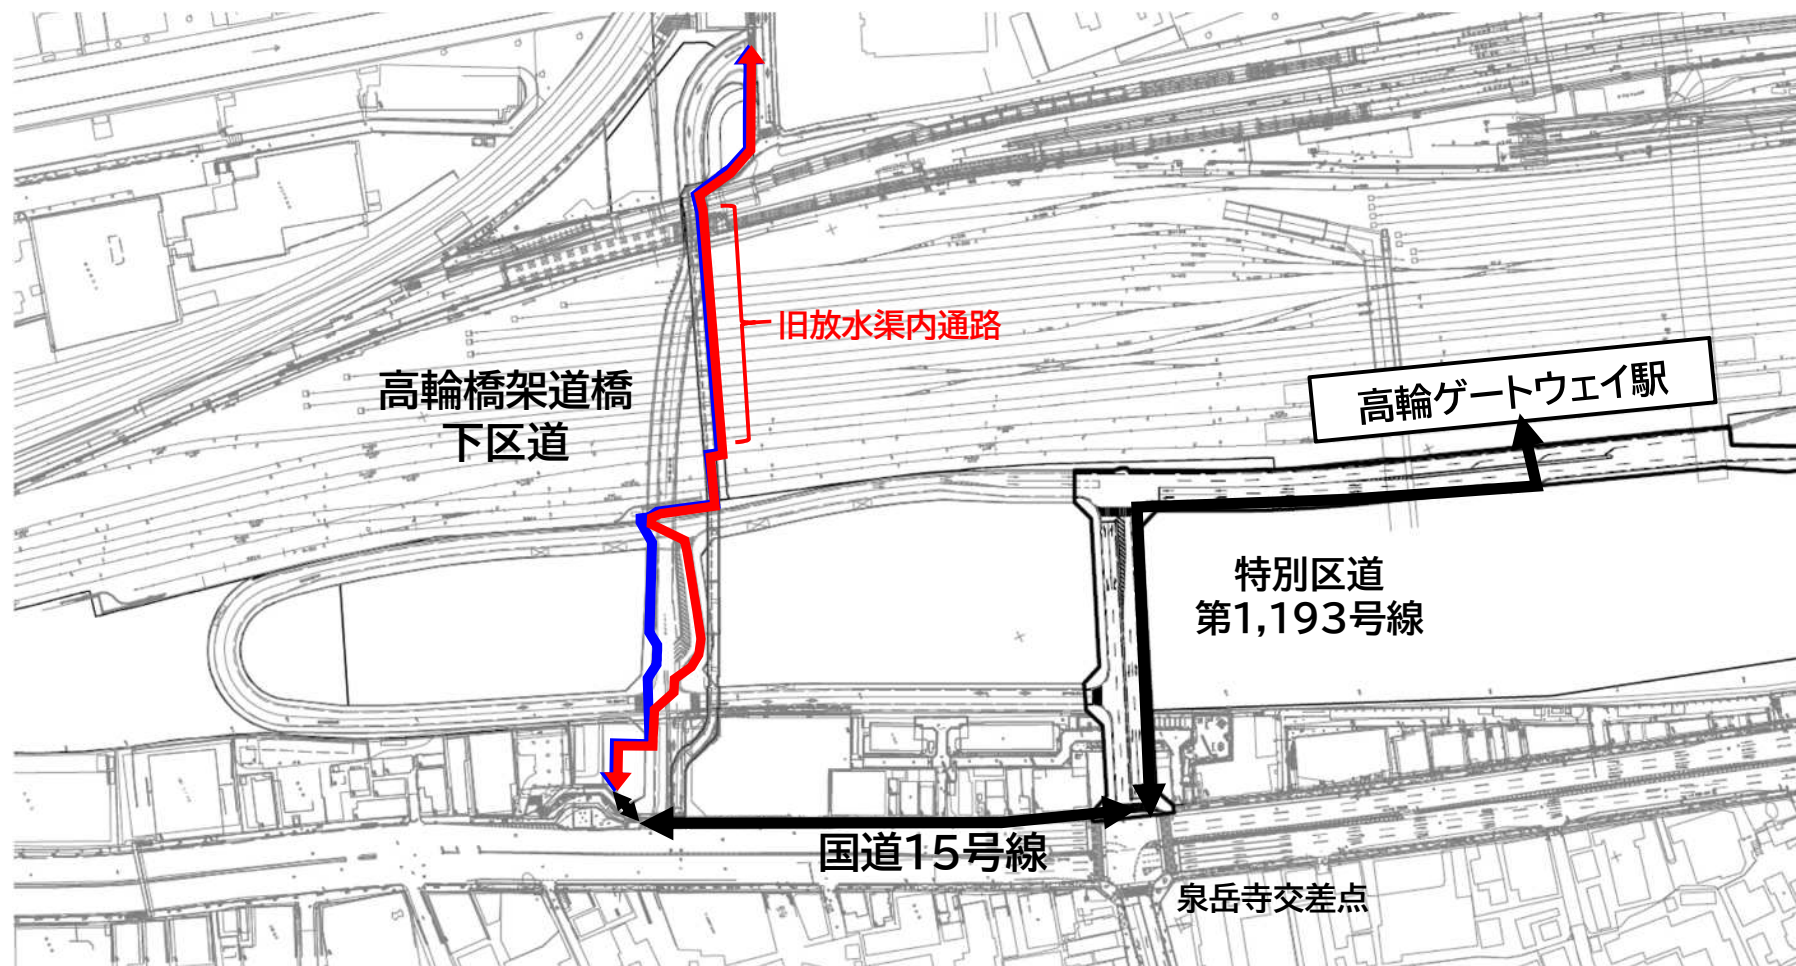 旧放水渠内通路
高輪橋架道橋
下区道
高輪ゲートウェイ駅
特別区道
第1,193号線
国道15号線
泉岳寺交差点